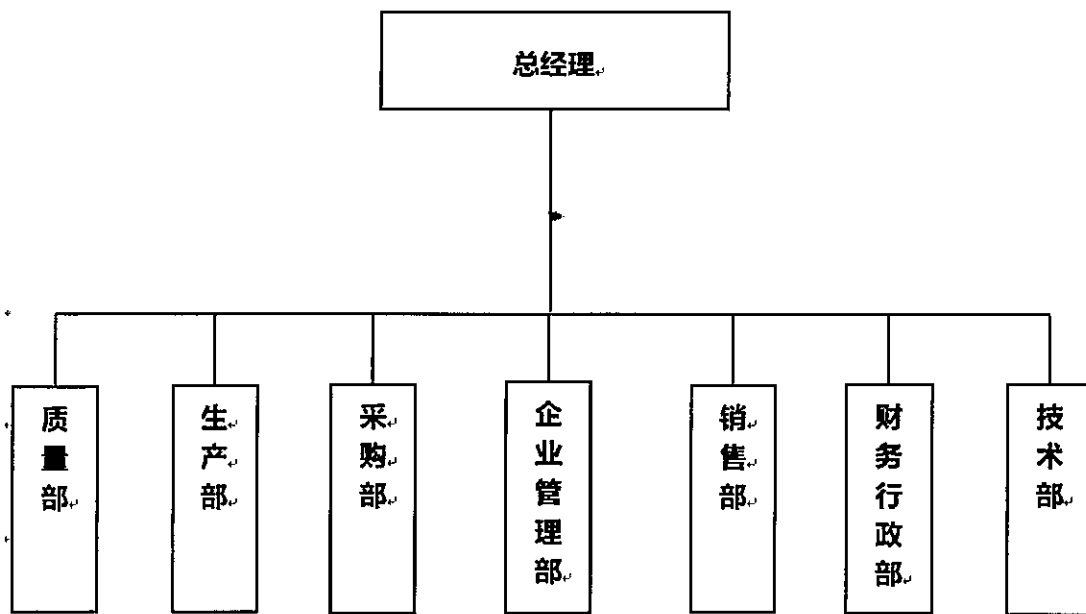 总经理
质量部
生产部
采购部
企业管理部
销售部
财务行政部
技术部